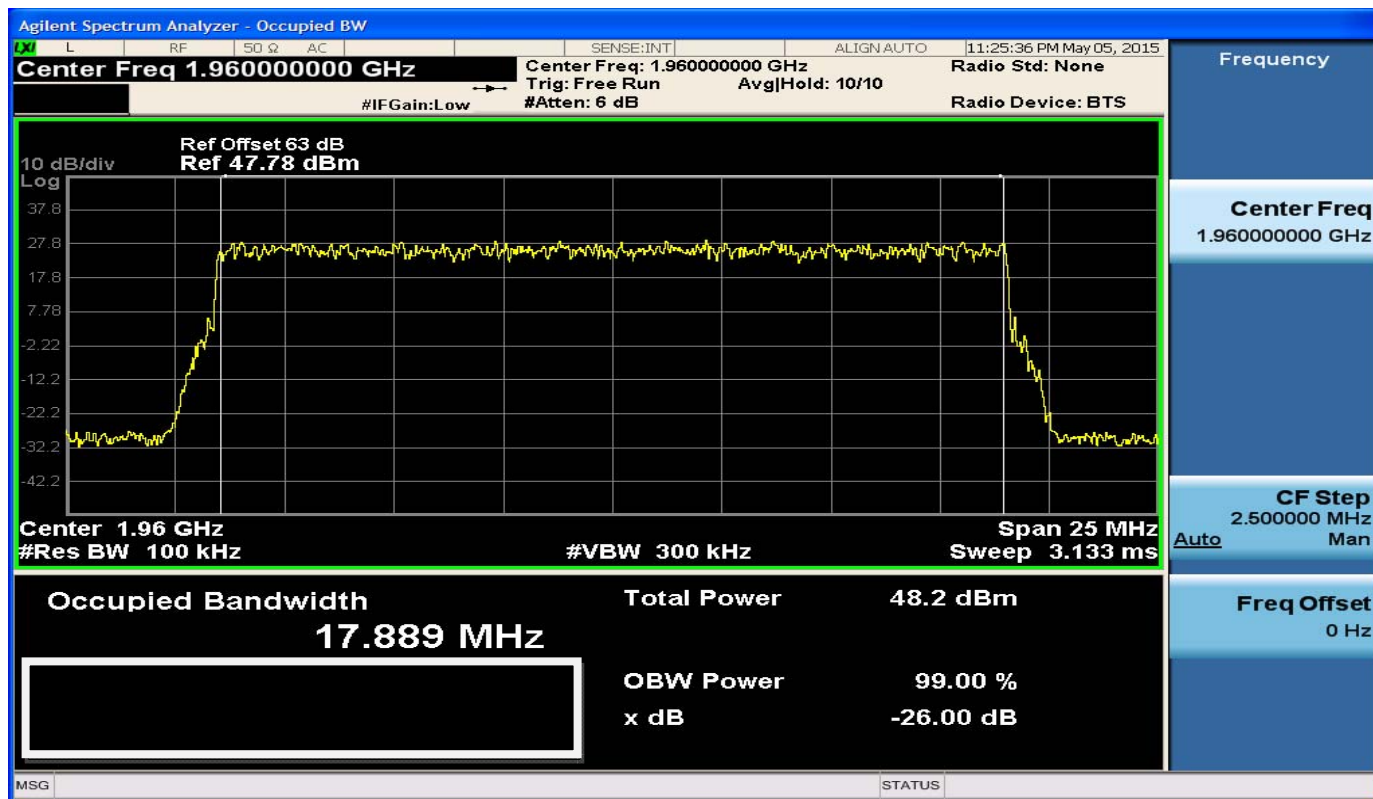 Agilent Spectrum Analyzer - Occupied BW
LXI L RF 50 Ω AC SENSE:INT ALIGN AUTO 11:25:36 PM May 05, 2015
Center Freq 1.960000000 GHz
Center Freq: 1.960000000 GHz Radio Std: None
Trig: Free Run Avg|Hold: 10/10
#IFGain:Low #Atten: 6 dB Radio Device: BTS
Ref Offset 63 dB
10 dB/div Ref 47.78 dBm
Log
37.8
27.8
17.8
7.78
-2.22
-12.2
-22.2
-32.2
-42.2
Center 1.96 GHz Span 25 MHz
#Res BW 100 kHz #VBW 300 kHz Sweep 3.133 ms
Occupied Bandwidth Total Power 48.2 dBm
17.889 MHz
OBW Power 99.00 %
x dB -26.00 dB
MSG STATUS
Frequency
Center Freq
1.960000000 GHz
CF Step
2.500000 MHz
Auto Man
Freq Offset
0 Hz